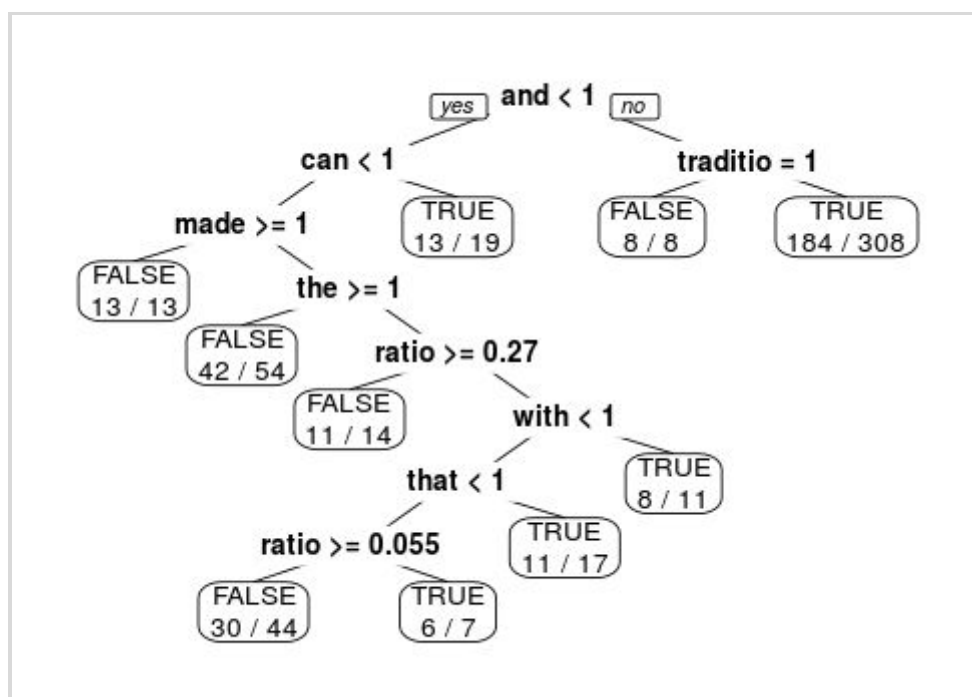 yes and < 1 no
can < 1 traditio = 1
made >= 1 TRUE FALSE TRUE
13 / 19 8 / 8 184 / 308
FALSE the >= 1
13 / 13
FALSE ratio >= 0.27
42 / 54
FALSE with < 1
11 / 14
that < 1 TRUE
8 / 11
ratio >= 0.055 TRUE
11 / 17
FALSE TRUE
30 / 44 6 / 7